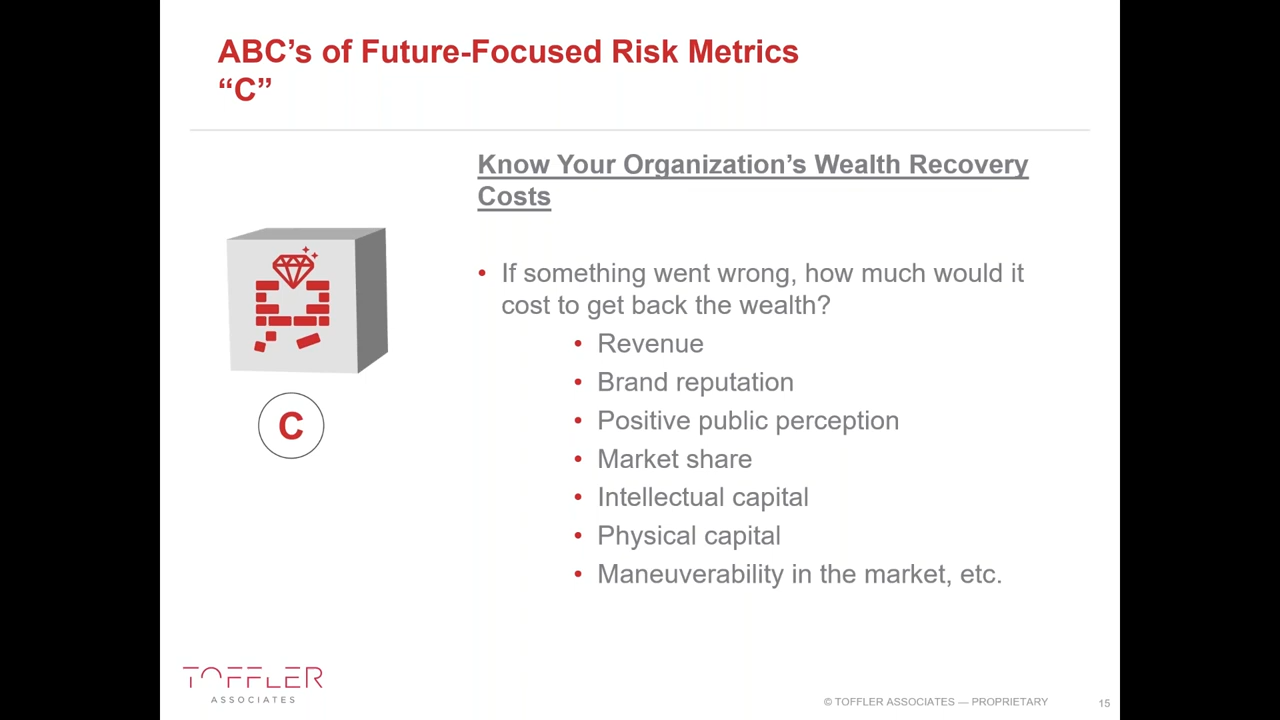 ABC’s of Future-Focused Risk Metrics
“C”
Know Your Organization’s Wealth Recovery
Costs
• If something went wrong, how much would it
cost to get back the wealth?
• Revenue
• Brand reputation
• Positive public perception
• Market share
• Intellectual capital
• Physical capital
• Maneuverability in the market, etc.
C
TOFFLER
ASSOCIATES
© TOFFLER ASSOCIATES — PROPRIETARY
15